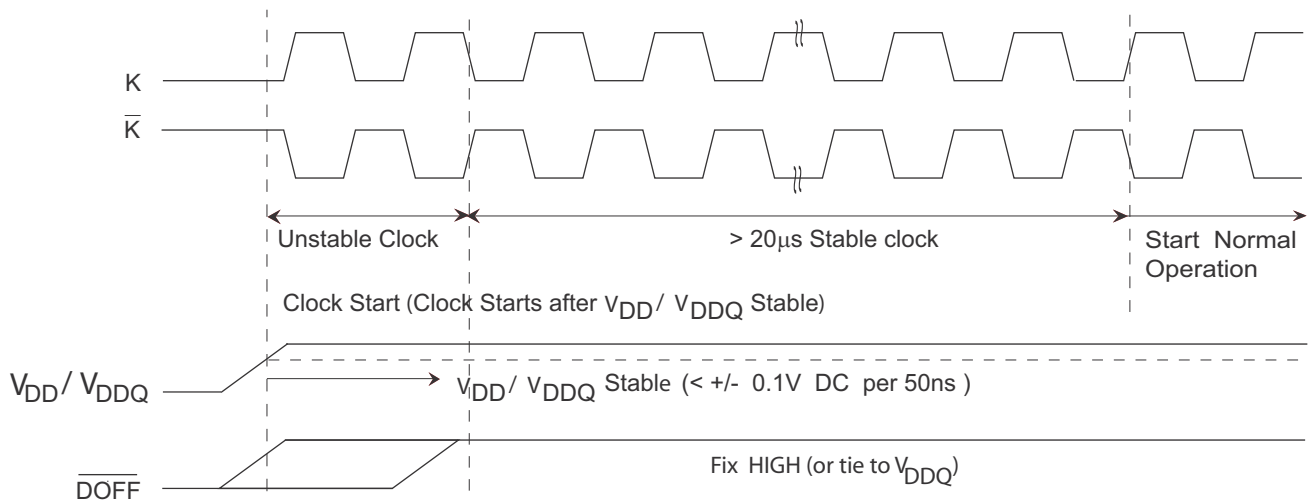 K
K̅
Unstable Clock
> 20μs Stable clock
Start Normal
Operation
Clock Start (Clock Starts after VDD / VDDQ Stable)
VDD / VDDQ
VDD / VDDQ Stable (< +/- 0.1V DC per 50ns )
Fix HIGH (or tie to VDDQ)
D̅O̅F̅F̅